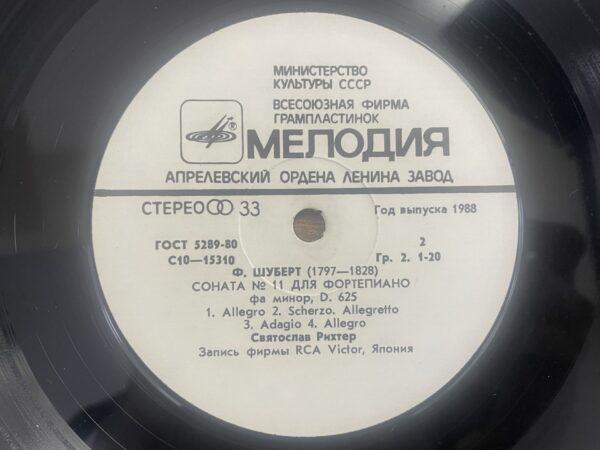 МИНИСТЕРСТВО
КУЛЬТУРЫ СССР
ВСЕСОЮЗНАЯ ФИРМА
ГРАМПЛАСТИНОК
® МЕЛОДИЯ
АПРЕЛЕВСКИЙ ОРДЕНА ЛЕНИНА ЗАВОД
СТЕРЕО 33 Год выпуска 1988
ГОСТ 5289-80 2
С10—15310 Гр. 2. 1-20
Ф. ШУБЕРТ (1797—1828)
СОНАТА № 11 ДЛЯ ФОРТЕПИАНО
фа минор, D. 625
1. Allegro 2. Scherzo. Allegretto
3. Adagio 4. Allegro
Святослав Рихтер
Запись фирмы RCA Victor, Япония